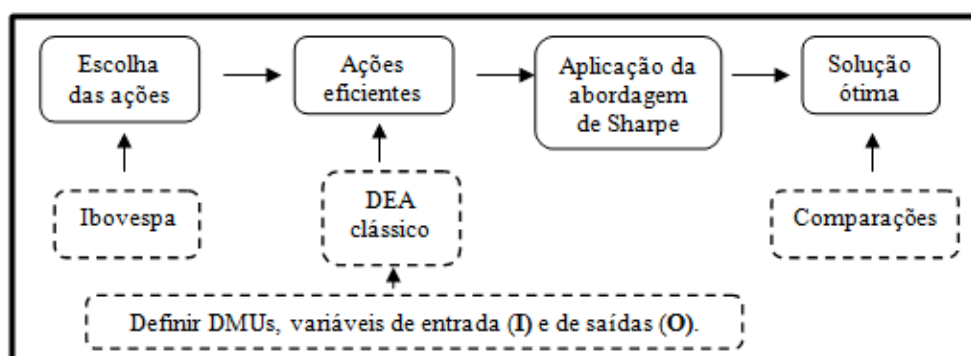 Escolha
das ações
Ações
eficientes
Aplicação da
abordagem
de Sharpe
Solução
ótima
Ibovespa
DEA
clássico
Comparações
Definir DMUs, variáveis de entrada (I) e de saídas (O).